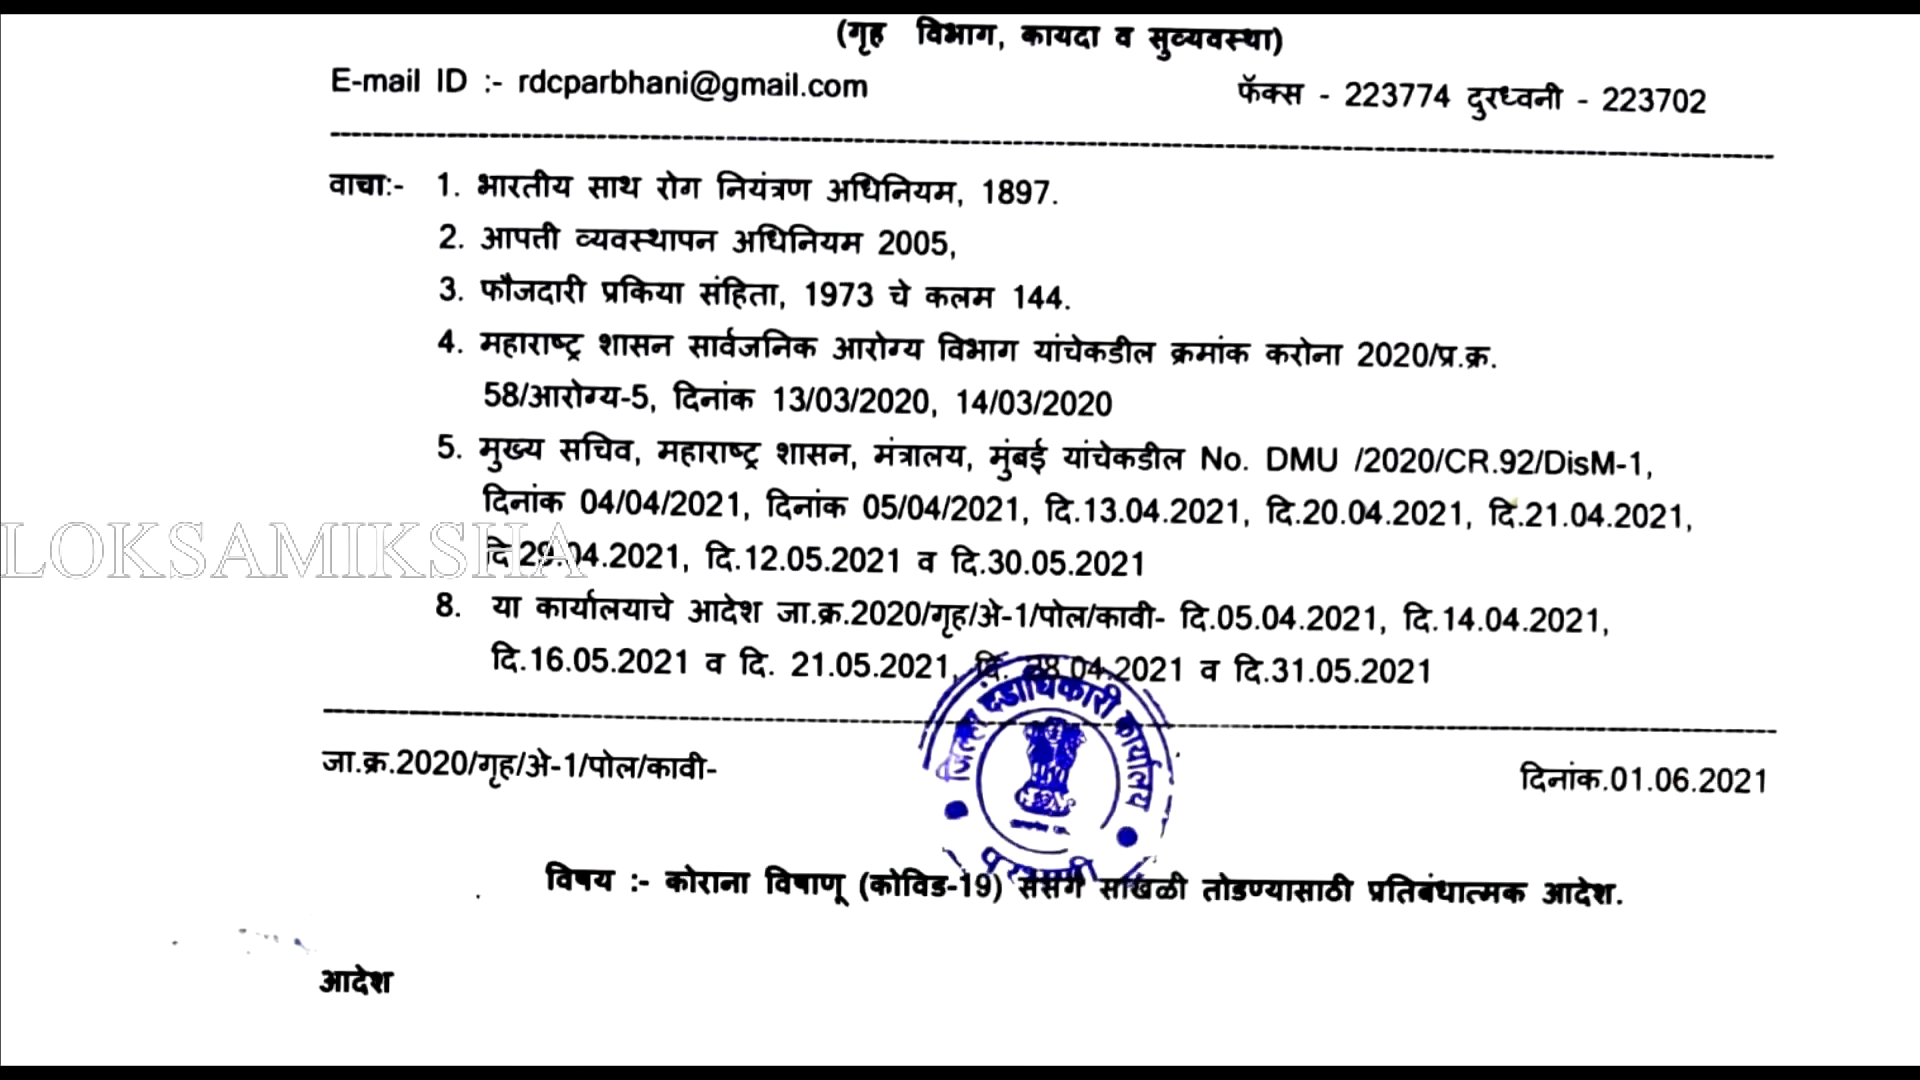 (गृह विभाग, कायदा व सुव्यवस्था)
E-mail ID :- rdcparbhani@gmail.com फॅक्स - 223774 दुरध्वनी - 223702
वाचाः- 1. भारतीय साथ रोग नियंत्रण अधिनियम, 1897.
2. आपती व्यवस्थापन अधिनियम 2005,
3. फौजदारी प्रकिया संहिता, 1973 चे कलम 144.
4. महाराष्ट्र शासन सार्वजनिक आरोग्य विभाग यांचेकडील क्रमांक करोना 2020/प्र.क्र.
58/आरोग्य-5, दिनांक 13/03/2020, 14/03/2020
5. मुख्य सचिव, महाराष्ट्र शासन, मंत्रालय, मुंबई यांचेकडील No. DMU /2020/CR.92/DisM-1,
दिनांक 04/04/2021, दिनांक 05/04/2021, दि.13.04.2021, दि.20.04.2021, दि.21.04.2021,
LOKSAMIKSHA
दि.29.04.2021, दि.12.05.2021 व दि.30.05.2021
8. या कार्यालयाचे आदेश जा.क्र.2020/गृह/अे-1/पोल/कावी- दि.05.04.2021, दि.14.04.2021,
दि.16.05.2021 व दि. 21.05.2021, दि. 28.04.2021 व दि.31.05.2021
जिल्हा दंडाधिकारी कार्यालय
परभणी
जा.क्र.2020/गृह/अे-1/पोल/कावी- दिनांक.01.06.2021
विषय :- कोराना विषाणू (कोविड-19) संसर्ग साखळी तोडण्यासाठी प्रतिबंधात्मक आदेश.
आदेश